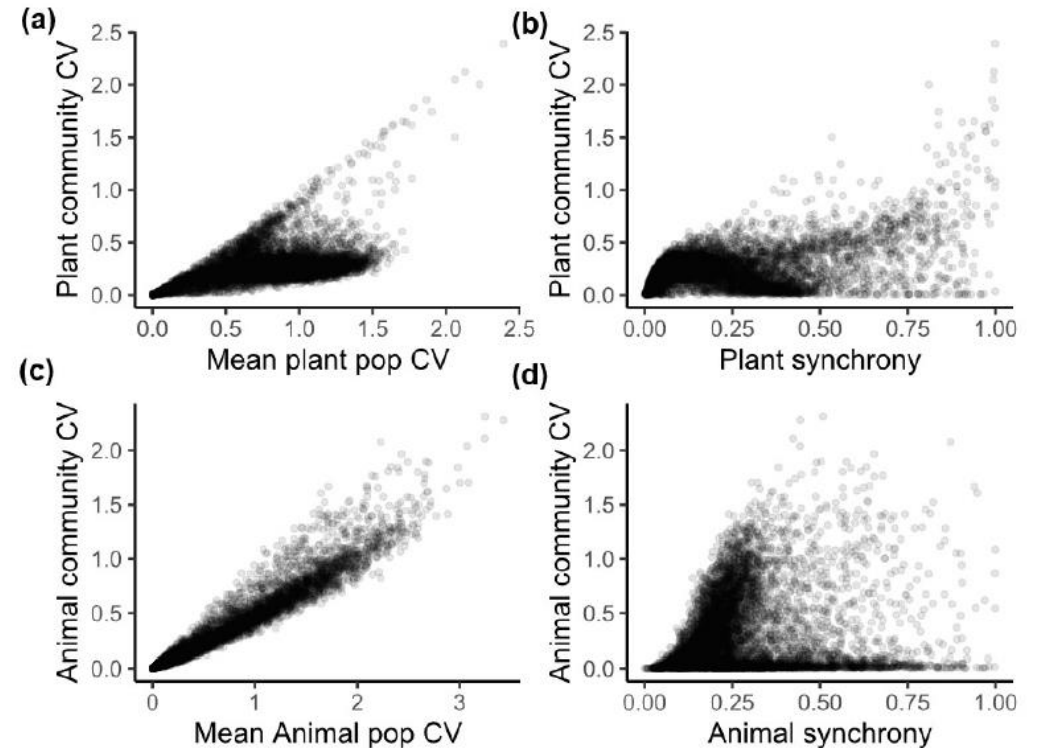 (a)
Plant community CV
2.5
2.0
1.5
1.0
0.5
0.0
0.0 0.5 1.0 1.5 2.0 2.5
Mean plant pop CV
(b)
Plant community CV
2.5
2.0
1.5
1.0
0.5
0.0
0.00 0.25 0.50 0.75 1.00
Plant synchrony
(c)
Animal community CV
2.0
1.5
1.0
0.5
0.0
0 1 2 3
Mean Animal pop CV
(d)
Animal community CV
2.0
1.5
1.0
0.5
0.0
0.00 0.25 0.50 0.75 1.00
Animal synchrony